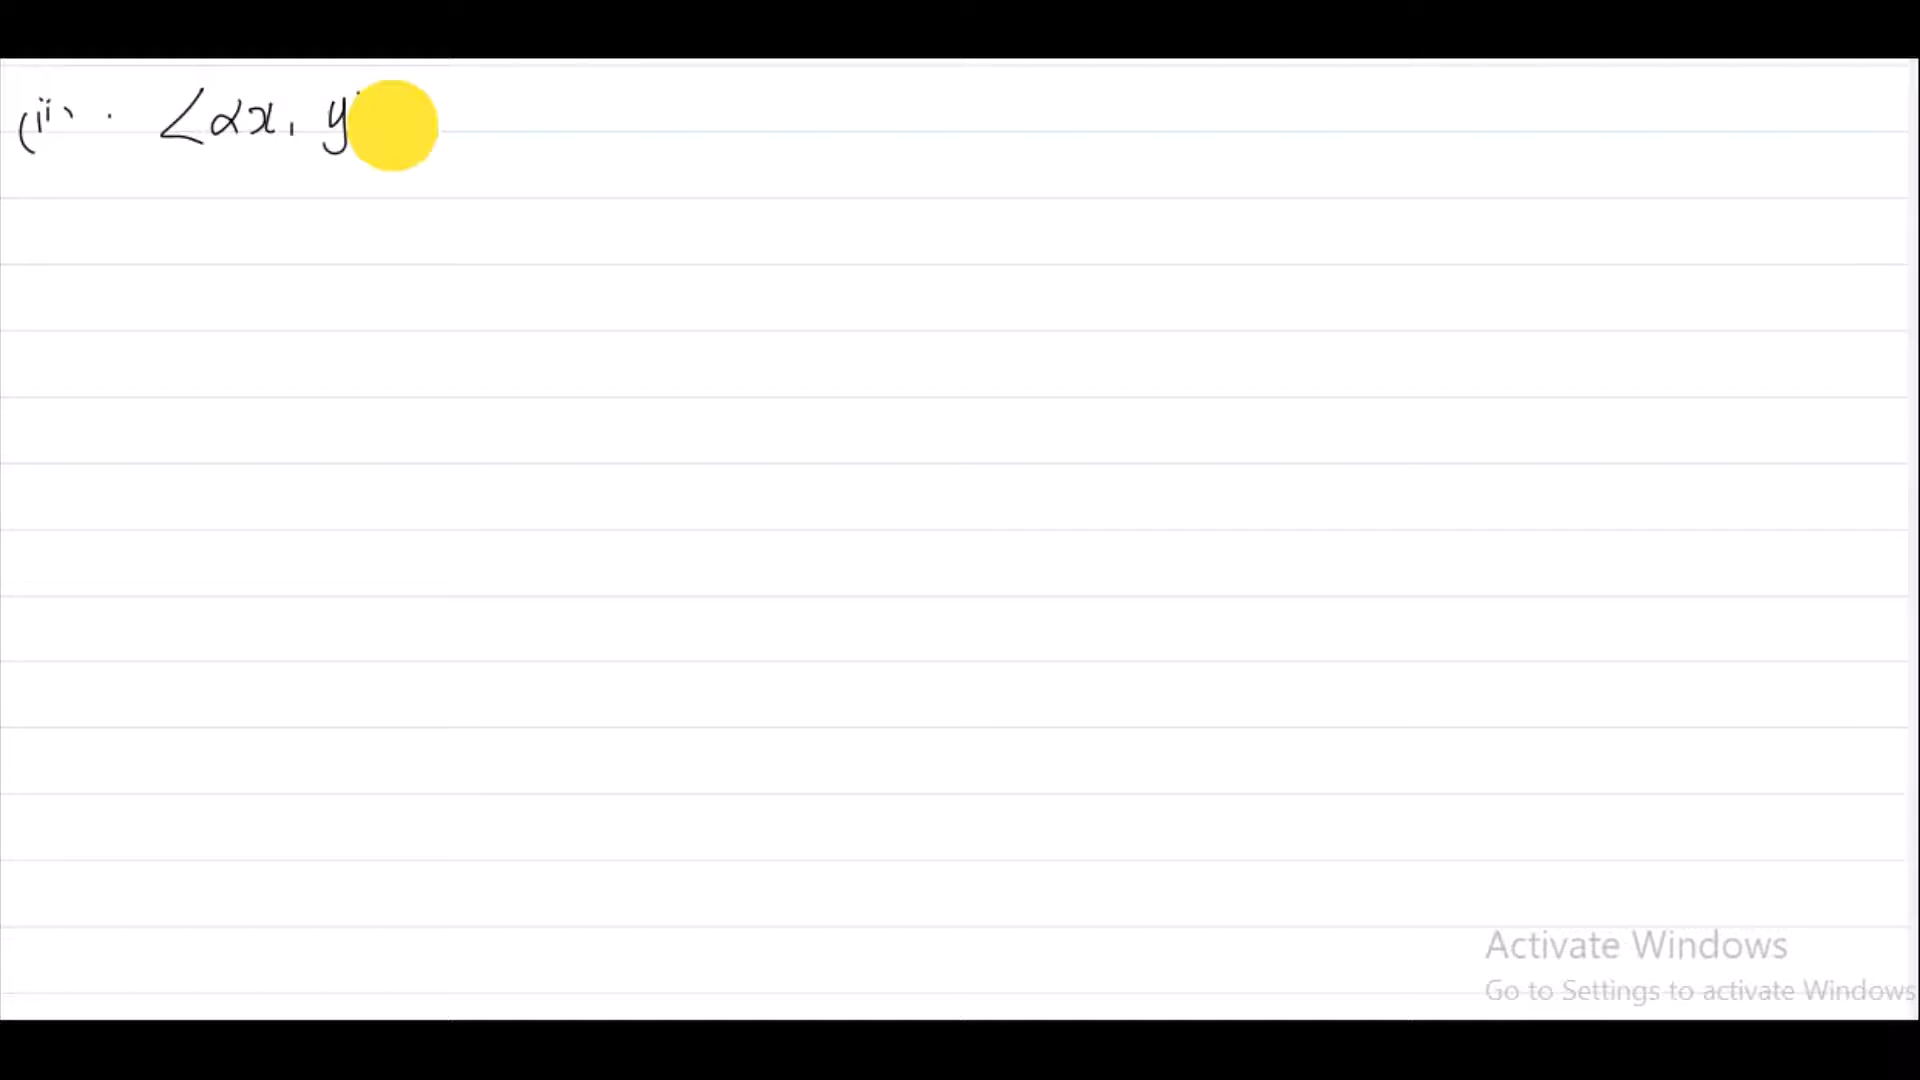 (ii) . <αx, y
Activate Windows
Go to Settings to activate Windows